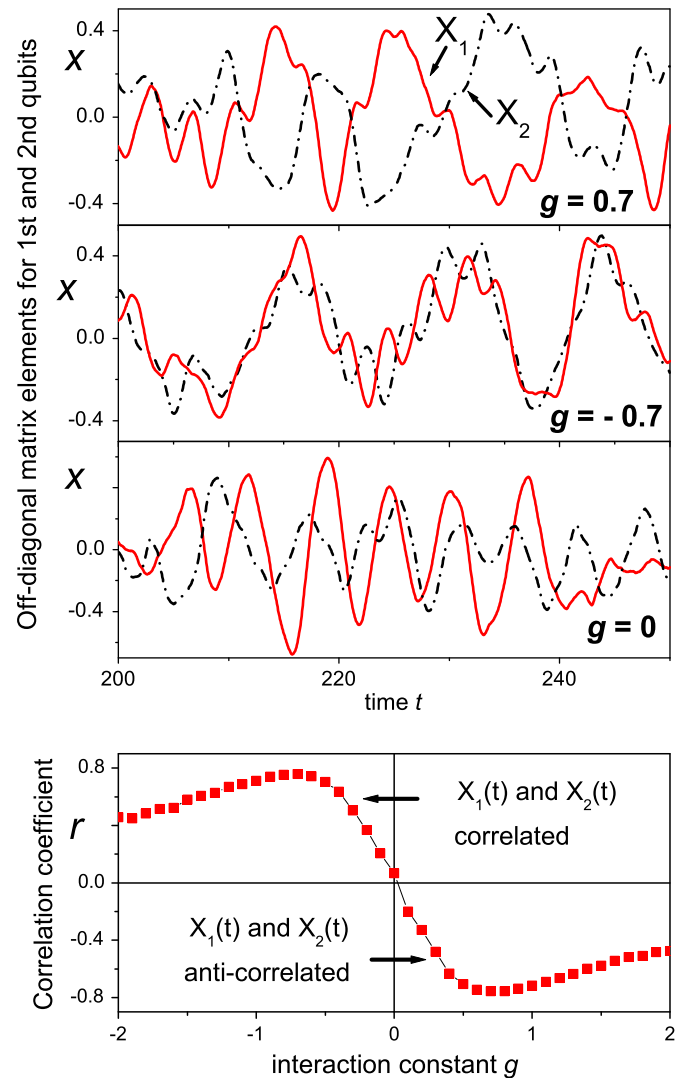 Off-diagonal matrix elements for 1st and 2nd qubits
x
0.4
0.0
-0.4
X1
X2
g = 0.7
x
0.4
0.0
-0.4
g = - 0.7
x
0.0
-0.4
g = 0
200
220
240
time t
Correlation coefficient
r
0.8
0.0
-0.4
-0.8
X1(t) and X2(t)
correlated
X1(t) and X2(t)
anti-correlated
-2
-1
0
1
2
interaction constant g